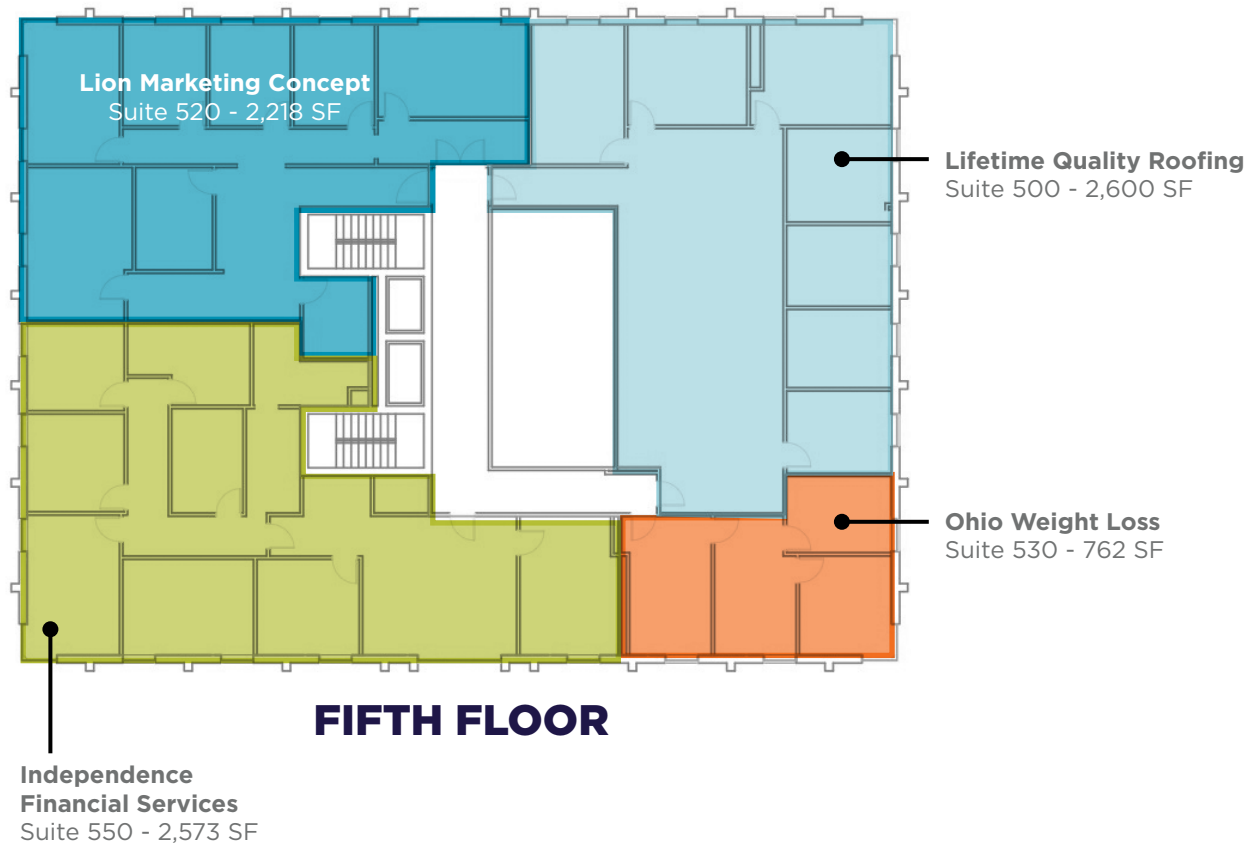 Lion Marketing Concept
Suite 520 - 2,218 SF
Lifetime Quality Roofing
Suite 500 - 2,600 SF
Ohio Weight Loss
Suite 530 - 762 SF
FIFTH FLOOR
Independence
Financial Services
Suite 550 - 2,573 SF